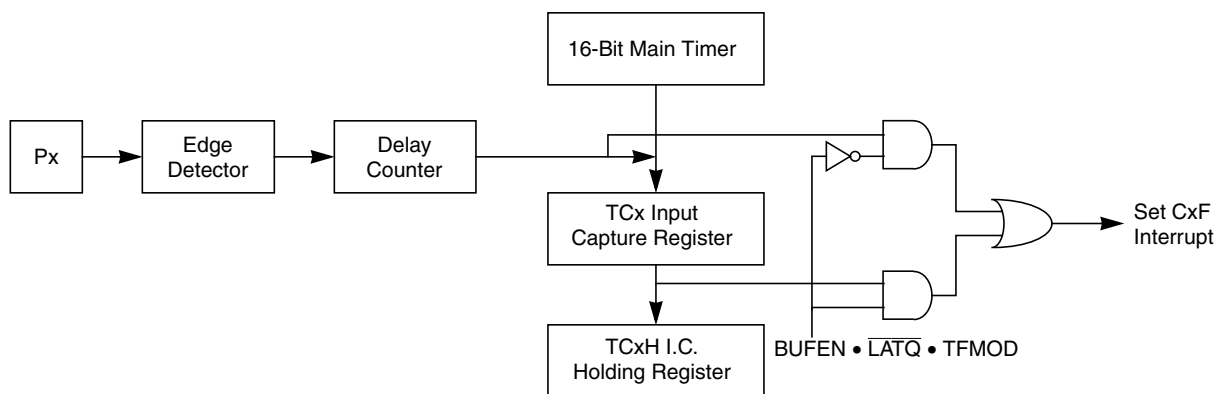 16-Bit Main Timer
Px
Edge
Detector
Delay
Counter
TCx Input
Capture Register
Set CxF
Interrupt
TCxH I.C.
Holding Register
BUFEN • L̅A̅T̅Q̅ • TFMOD